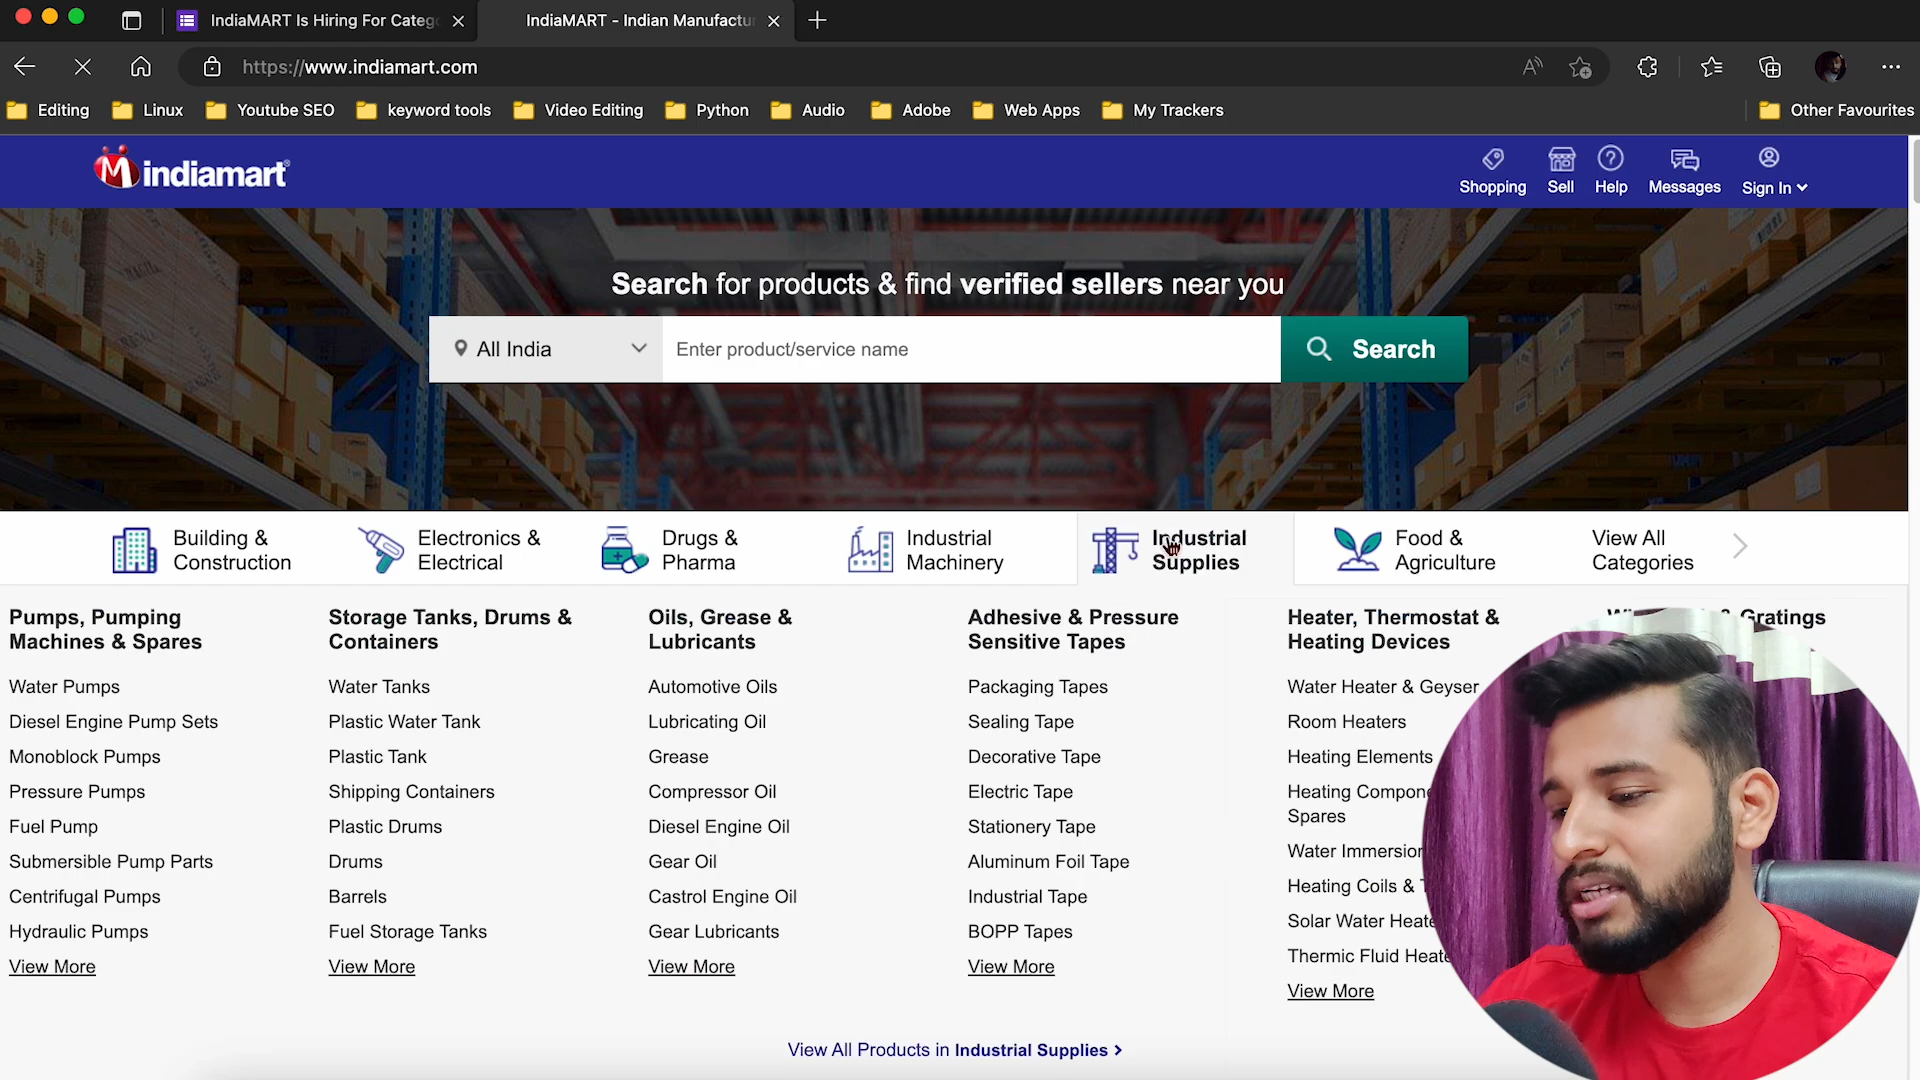 IndiaMART Is Hiring For Catego
IndiaMART - Indian Manufactur
https://www.indiamart.com
Editing
Linux
Youtube SEO
keyword tools
Video Editing
Python
Audio
Adobe
Web Apps
My Trackers
Other Favourites
indiamart
Shopping
Sell
Help
Messages
Sign In
Search for products & find verified sellers near you
All India
Enter product/service name
Search
Building &
Construction
Electronics &
Electrical
Drugs &
Pharma
Industrial
Machinery
Industrial
Supplies
Food &
Agriculture
View All
Categories
Pumps, Pumping
Machines & Spares
Water Pumps
Diesel Engine Pump Sets
Monoblock Pumps
Pressure Pumps
Fuel Pump
Submersible Pump Parts
Centrifugal Pumps
Hydraulic Pumps
View More
Storage Tanks, Drums &
Containers
Water Tanks
Plastic Water Tank
Plastic Tank
Shipping Containers
Plastic Drums
Drums
Barrels
Fuel Storage Tanks
View More
Oils, Grease &
Lubricants
Automotive Oils
Lubricating Oil
Grease
Compressor Oil
Diesel Engine Oil
Gear Oil
Castrol Engine Oil
Gear Lubricants
View More
Adhesive & Pressure
Sensitive Tapes
Packaging Tapes
Sealing Tape
Decorative Tape
Electric Tape
Stationery Tape
Aluminum Foil Tape
Industrial Tape
BOPP Tapes
View More
Heater, Thermostat &
Heating Devices
Water Heater & Geyser
Room Heaters
Heating Elements
Heating Compone
Spares
Water Immersion
Heating Coils &
Solar Water Heate
Thermic Fluid Heate
View More
& Gratings
View All Products in Industrial Supplies >